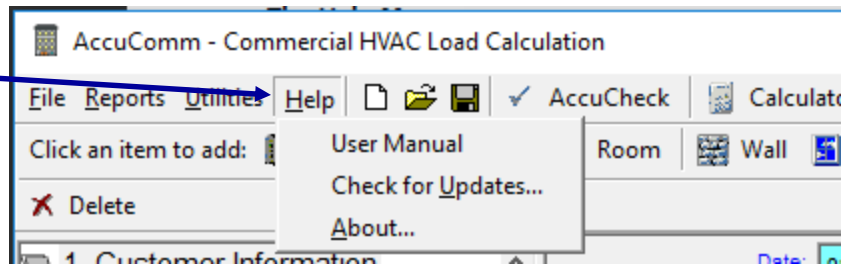 AccuComm - Commercial HVAC Load Calculation
File Reports Utilities Help AccuCheck
Click an item to add: Room Wall
User Manual
Check for Updates...
Delete
About...
1 Customer Information
Date: